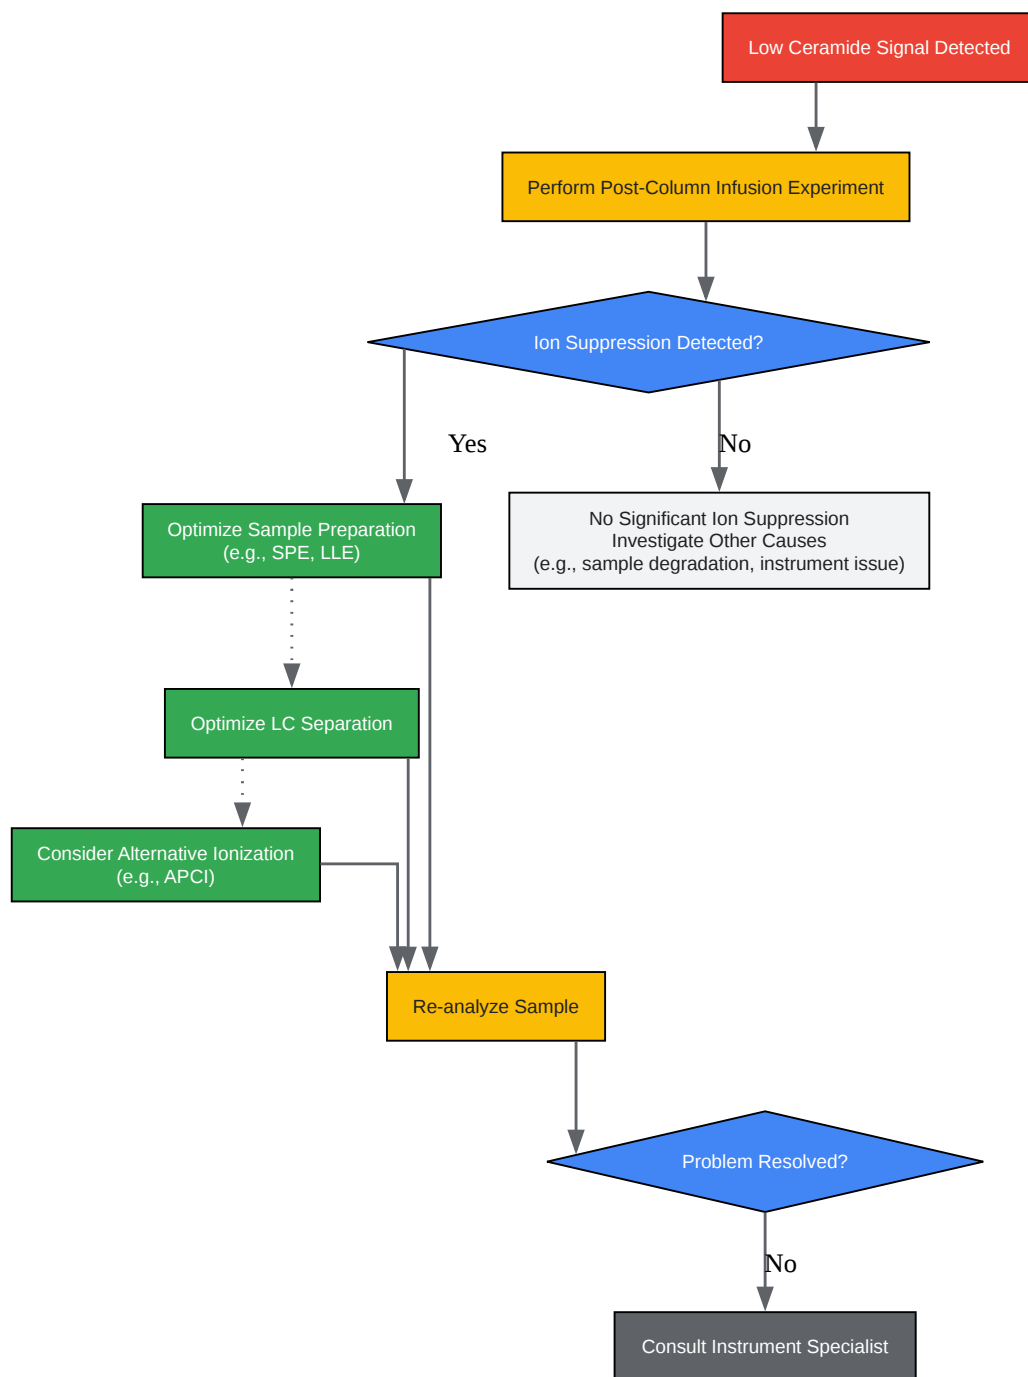 Low Ceramide Signal Detected
Perform Post-Column Infusion Experiment
Ion Suppression Detected?
Yes
No
Optimize Sample Preparation
(e.g., SPE, LLE)
No Significant Ion Suppression
Investigate Other Causes
(e.g., sample degradation, instrument issue)
Optimize LC Separation
Consider Alternative Ionization
(e.g., APCI)
Re-analyze Sample
Problem Resolved?
No
Consult Instrument Specialist